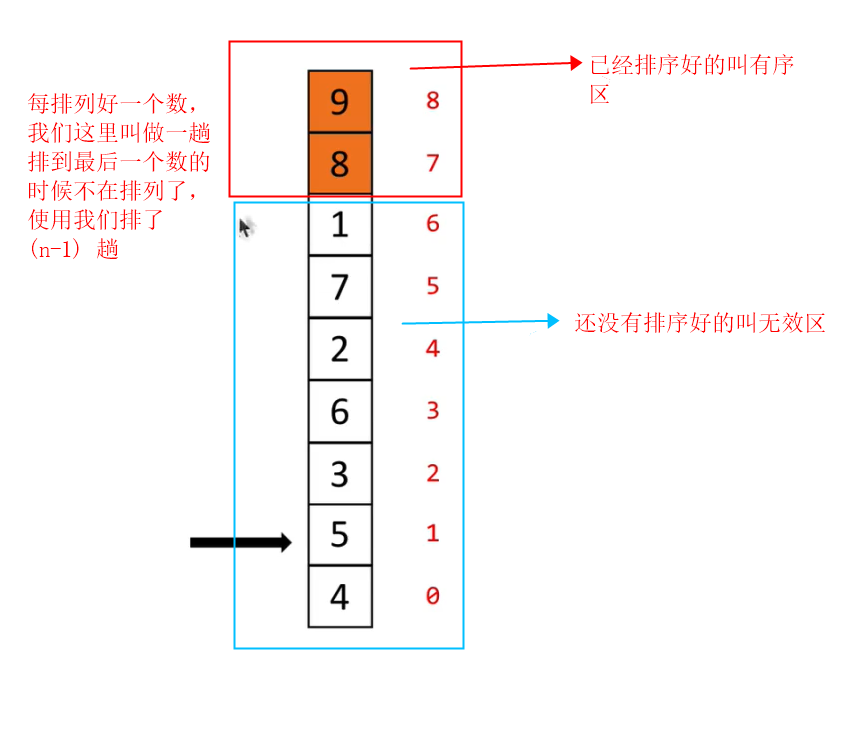 已经排序好的叫有序
区
每排列好一个数，
我们这里叫做一趟
排到最后一个数的
时候不在排列了，
使用我们排了
(n-1) 趟
9 8
8 7
1 6
7 5
还没有排序好的叫无效区
2 4
6 3
3 2
5 1
4 0